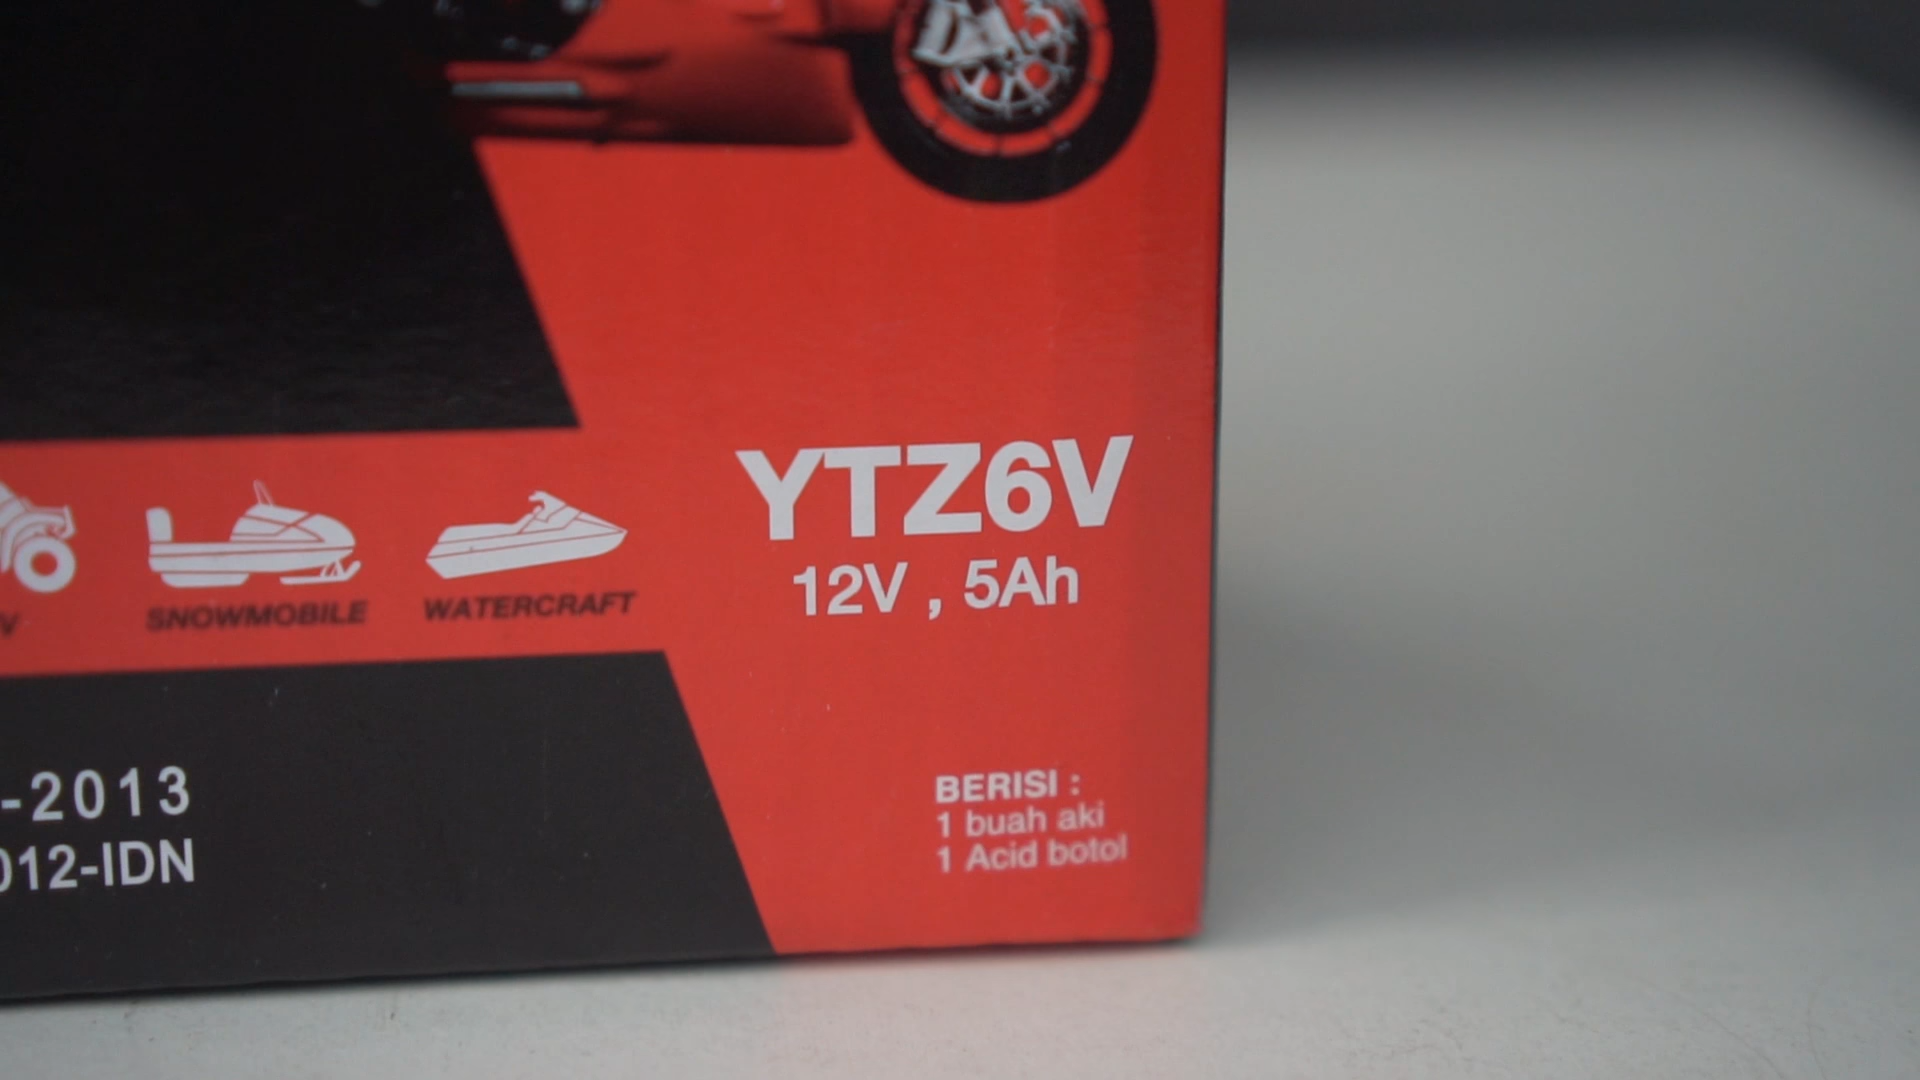 YTZ6V
12V , 5Ah
SNOWMOBILE
WATERCRAFT
-2013
012-IDN
BERISI :
1 buah aki
1 Acid botol